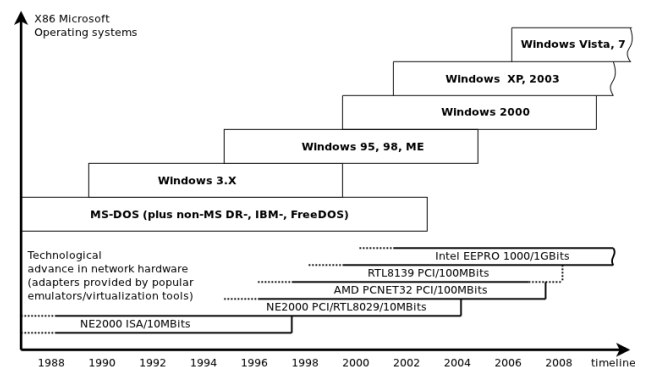 X86 Microsoft
Operating systems
Windows Vista, 7
Windows XP, 2003
Windows 2000
Windows 95, 98, ME
Windows 3.X
MS-DOS (plus non-MS DR-, IBM-, FreeDOS)
Technological
advance in network hardware
(adapters provided by popular
emulators/virtualization tools)
Intel EEPRO 1000/1GBits
RTL8139 PCI/100MBits
AMD PCNET32 PCI/100MBits
NE2000 PCI/RTL8029/10MBits
NE2000 ISA/10MBits
1988 1990 1992 1994 1996 1998 2000 2002 2004 2006 2008 timeline